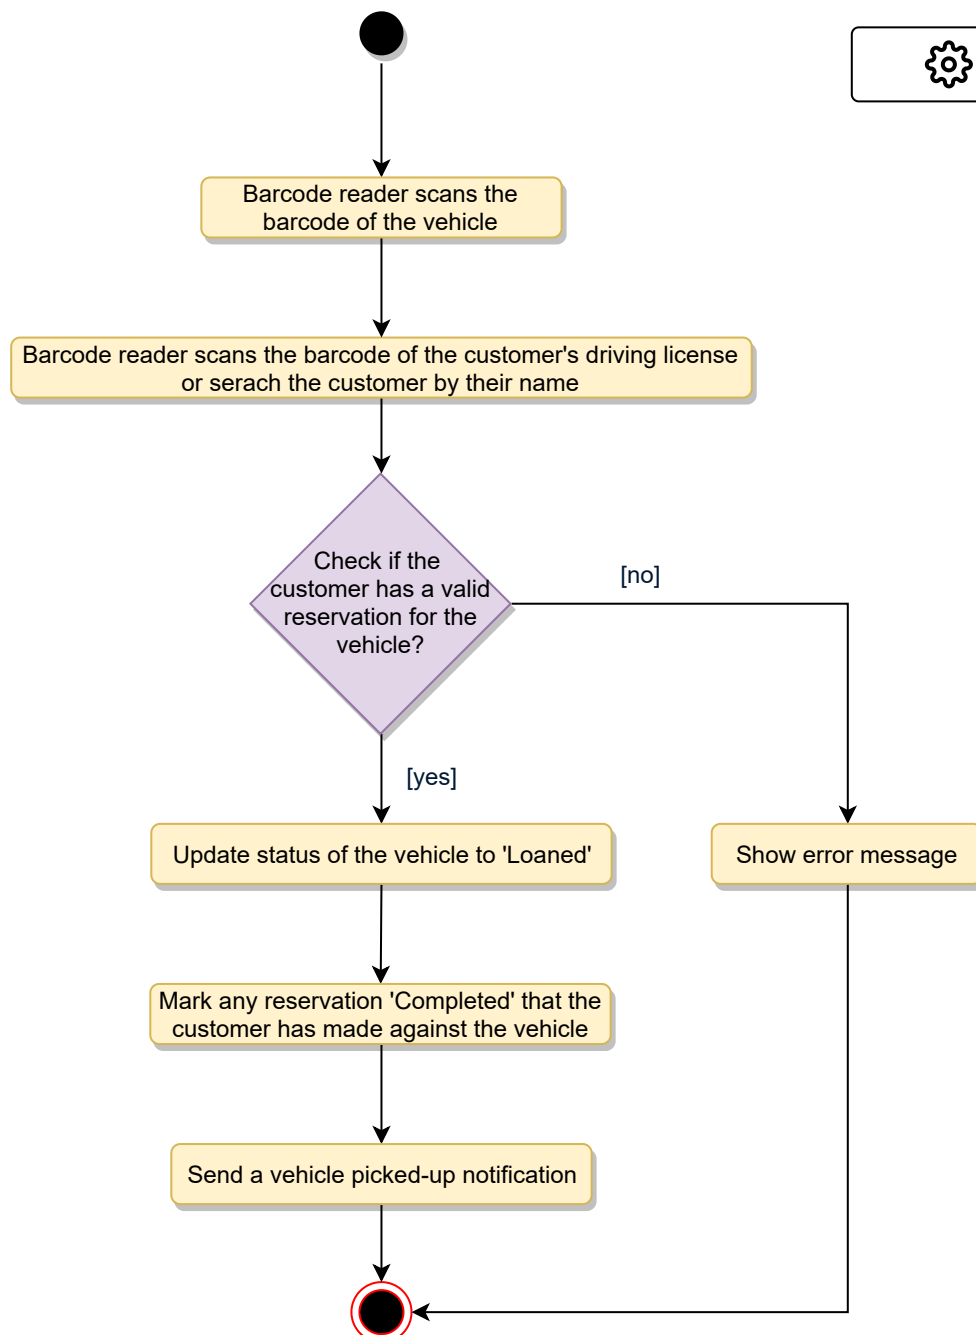 Barcode reader scans the
barcode of the vehicle
Barcode reader scans the barcode of the customer's driving license
or serach the customer by their name
Check if the
customer has a valid
reservation for the
vehicle?
[no]
[yes]
Update status of the vehicle to 'Loaned'
Show error message
Mark any reservation 'Completed' that the
customer has made against the vehicle
Send a vehicle picked-up notification